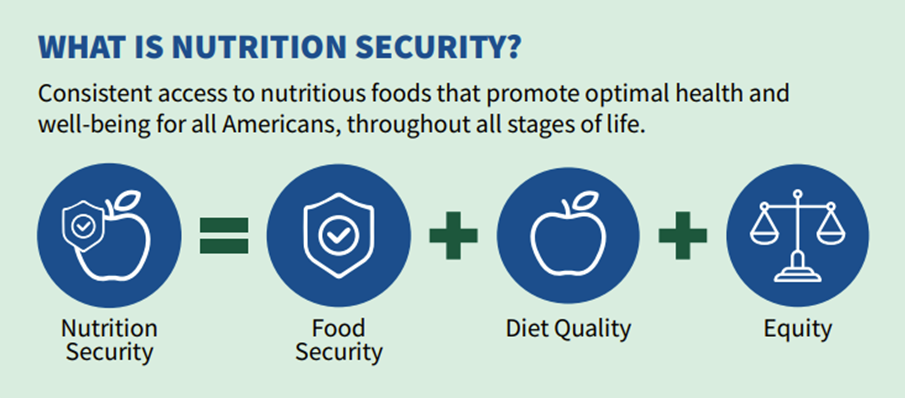 WHAT IS NUTRITION SECURITY?
Consistent access to nutritious foods that promote optimal health and
well-being for all Americans, throughout all stages of life.
Nutrition
Security
Food
Security
Diet Quality
Equity